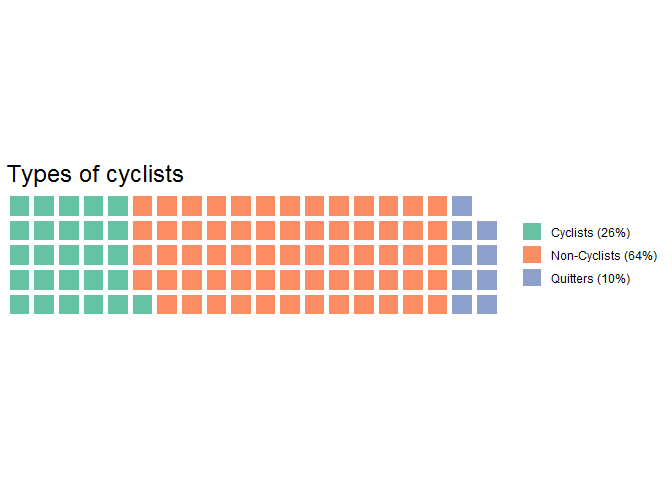 Types of cyclists
Cyclists (26%)
Non-Cyclists (64%)
Quitters (10%)